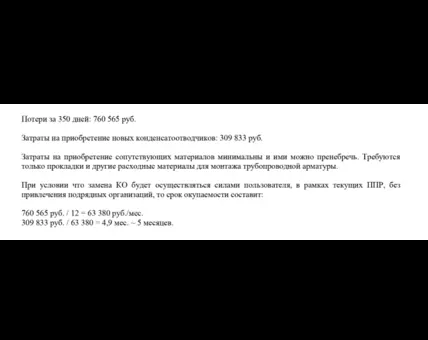 Потери за 350 дней: 760 565 руб.
Затраты на приобретение новых конденсатоотводчиков: 309 833 руб.
Затраты на приобретение сопутствующих материалов минимальны и ими можно пренебречь. Требуются
только прокладки и другие расходные материалы для монтажа трубопроводной арматуры.
При условии что замена КО будет осуществляться силами пользователя, в рамках текущих ППР, без
привлечения подрядных организаций, то срок окупаемости составит:
760 565 руб. / 12 = 63 380 руб./мес.
309 833 руб. / 63 380 = 4,9 мес. ~ 5 месяцев.